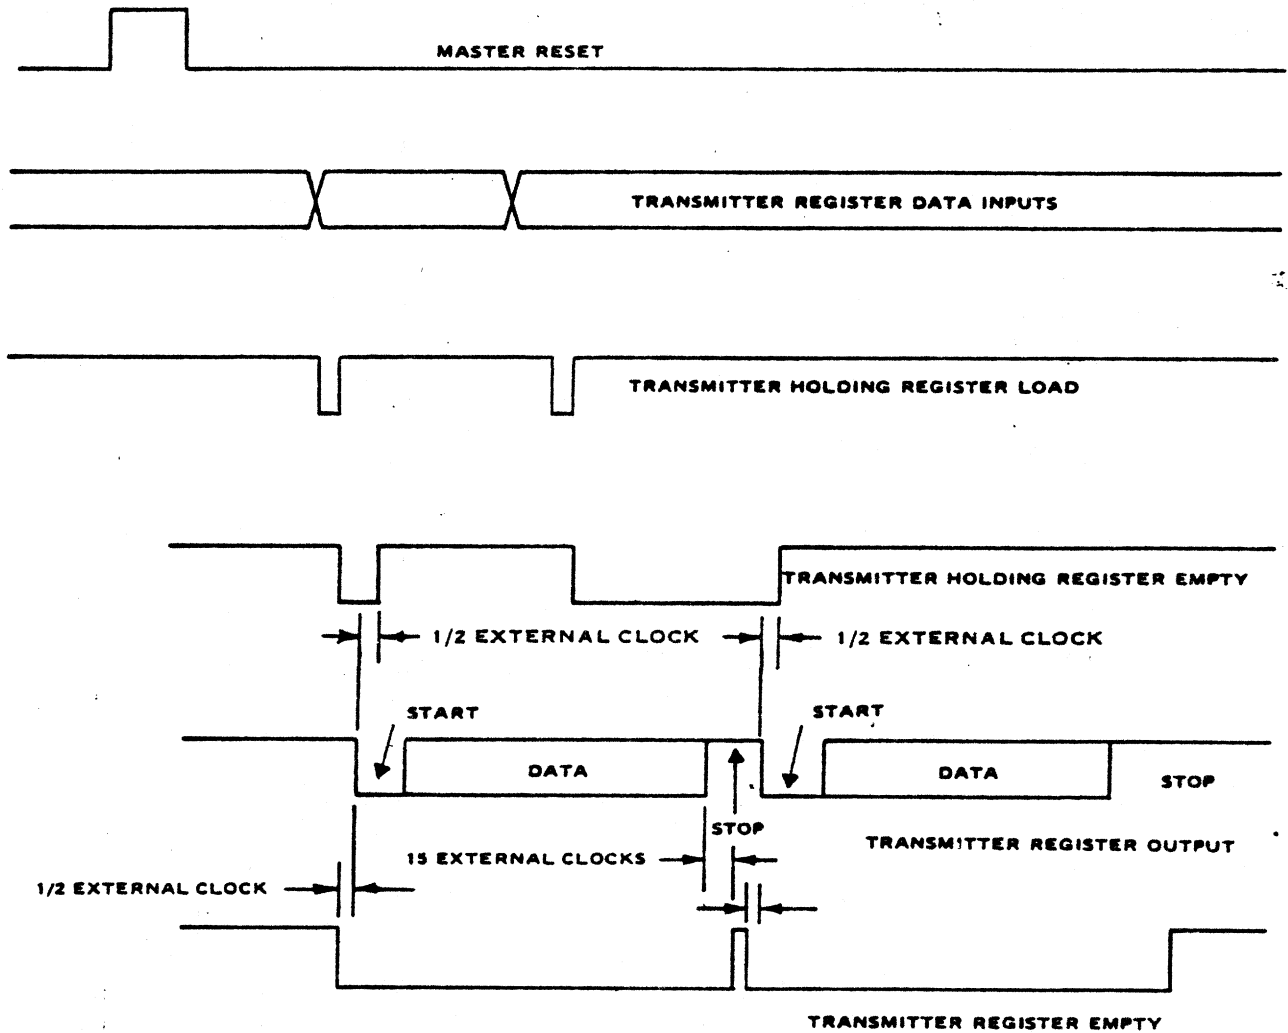 MASTER RESET
TRANSMITTER REGISTER DATA INPUTS
TRANSMITTER HOLDING REGISTER LOAD
TRANSMITTER HOLDING REGISTER EMPTY
1/2 EXTERNAL CLOCK
1/2 EXTERNAL CLOCK
START
START
DATA
DATA
STOP
STOP
TRANSMITTER REGISTER OUTPUT
15 EXTERNAL CLOCKS
1/2 EXTERNAL CLOCK
TRANSMITTER REGISTER EMPTY